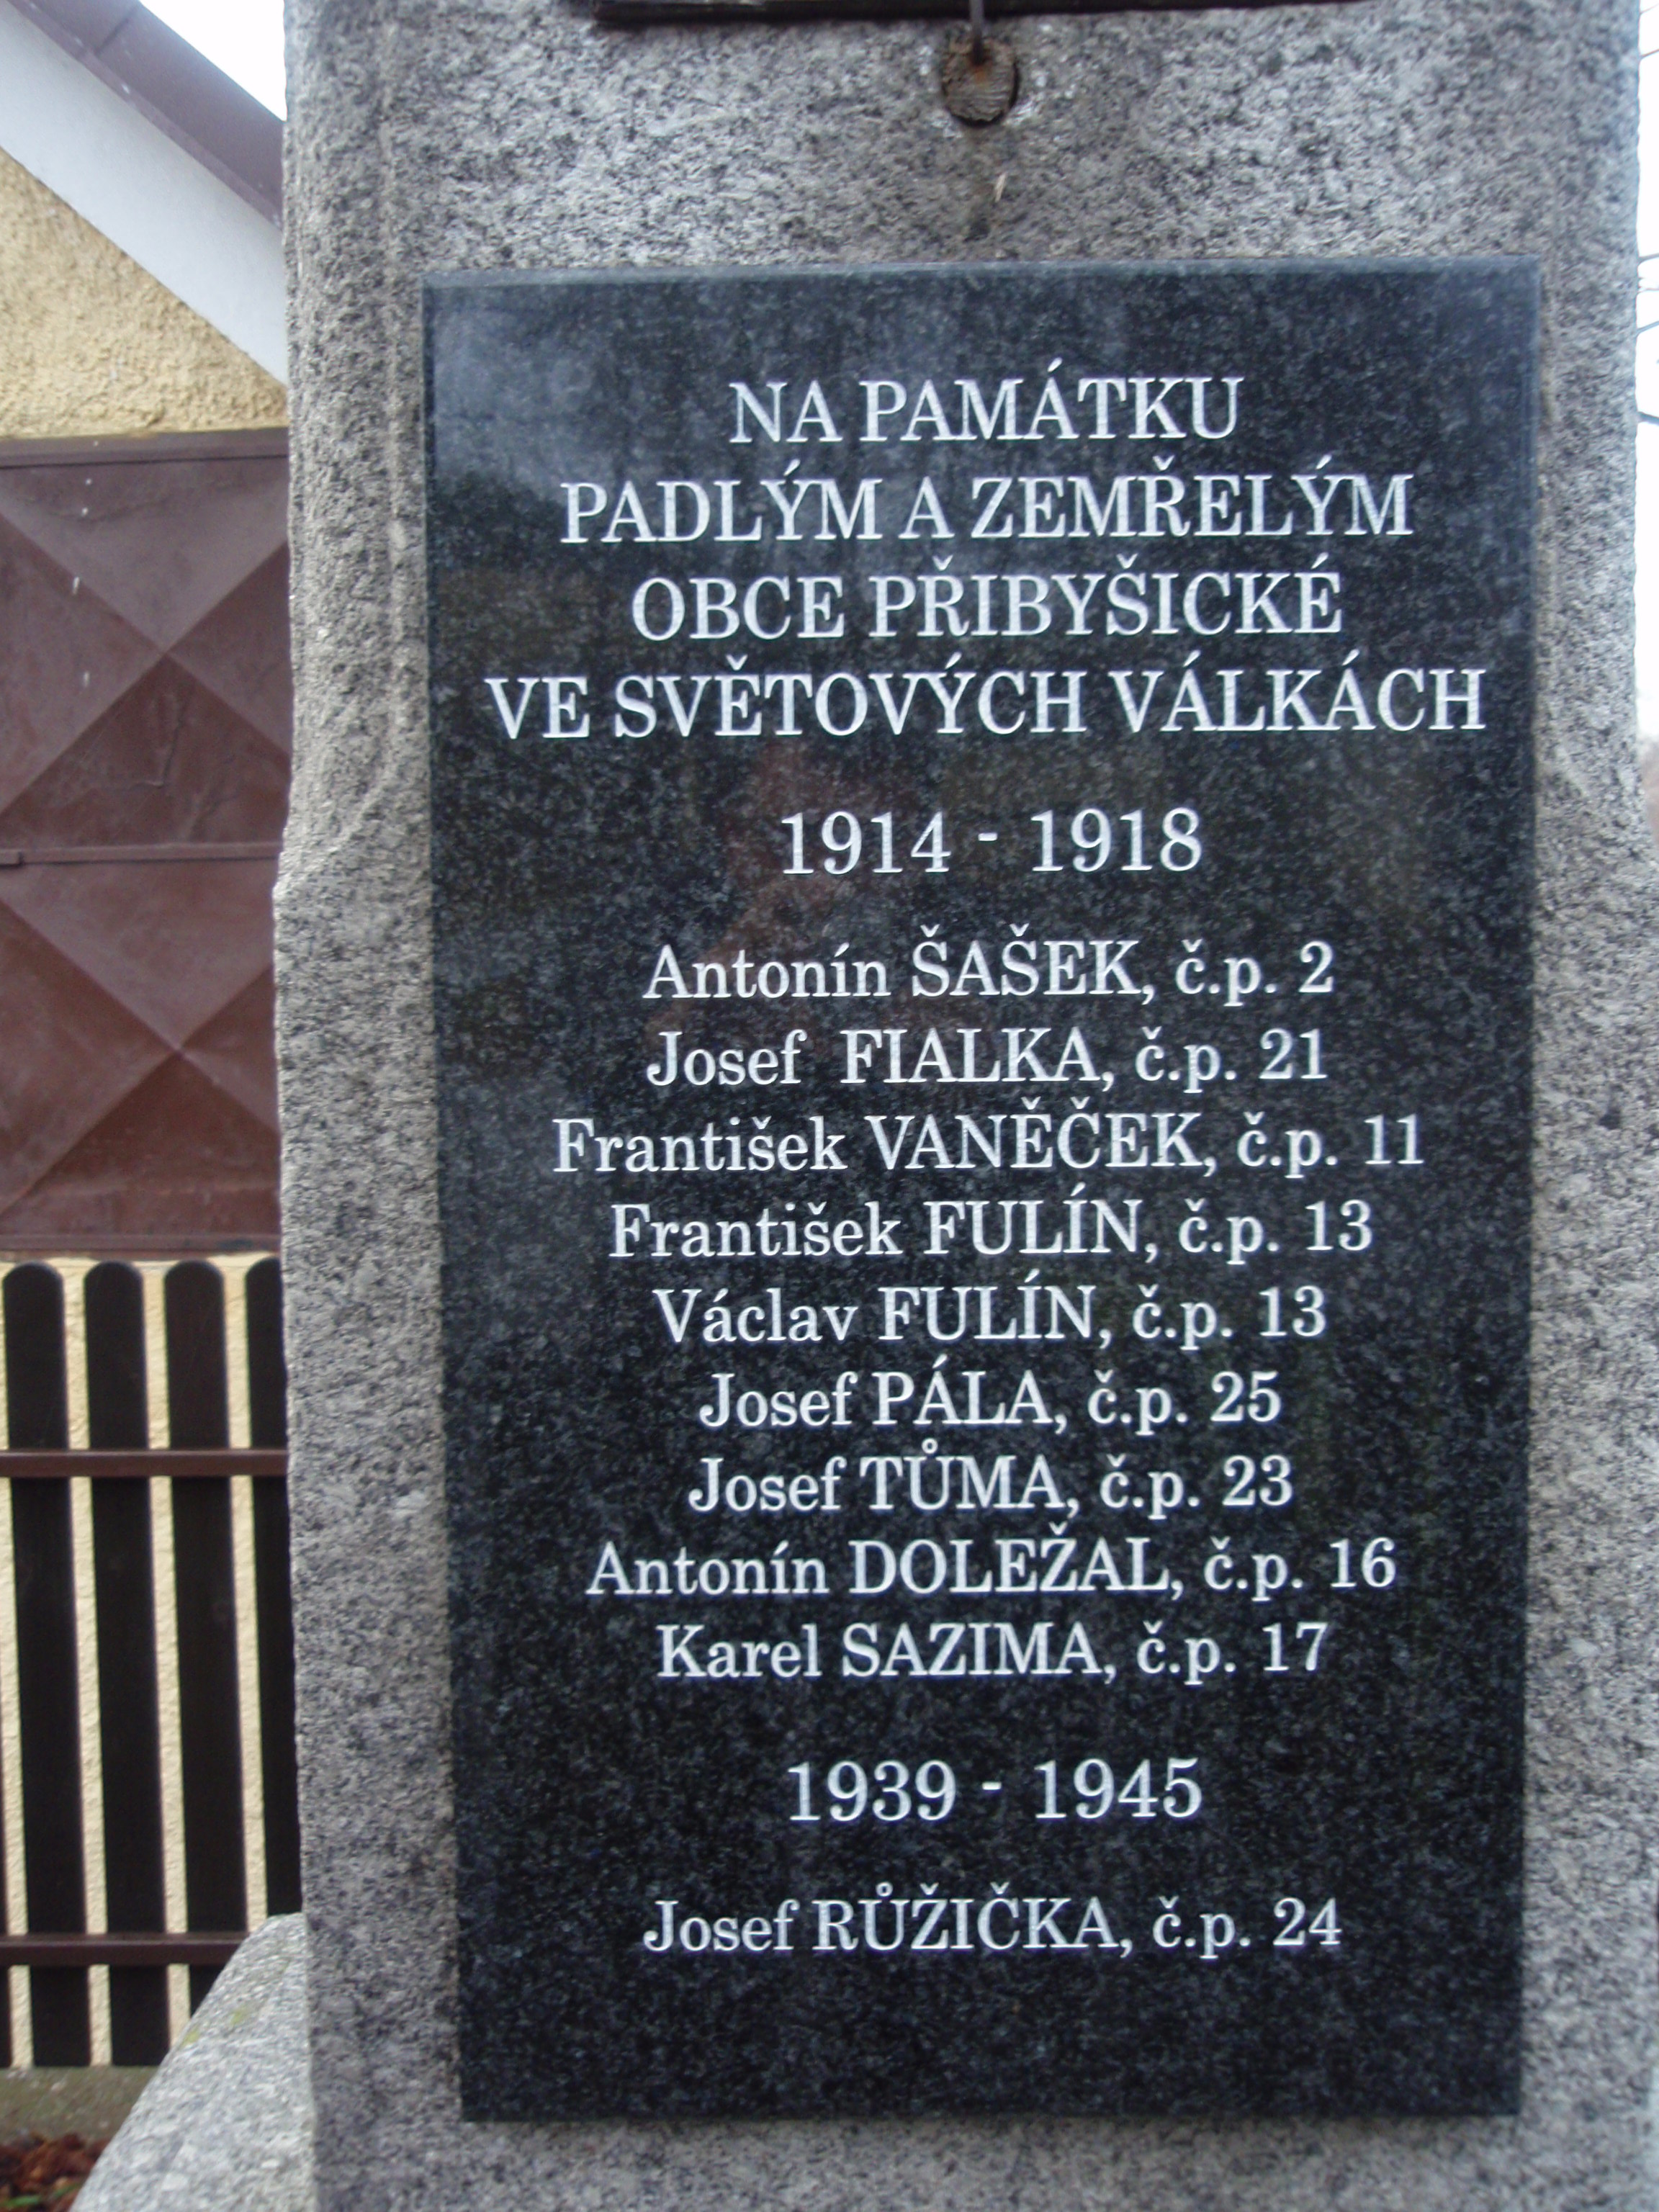 NA PAMÁTKU
PADLÝM A ZEMŘELÝM
OBCE PŘIBYŠICKÉ
VE SVĚTOVÝCH VÁLKÁCH
1914 - 1918
Antonín ŠAŠEK, č.p. 2
Josef FIALKA, č.p. 21
František VANĚČEK, č.p. 11
František FULÍN, č.p. 13
Václav FULÍN, č.p. 13
Josef PÁLA, č.p. 25
Josef TŮMA, č.p. 23
Antonín DOLEŽAL, č.p. 16
Karel SAZIMA, č.p. 17
1939 - 1945
Josef RŮŽIČKA, č.p. 24